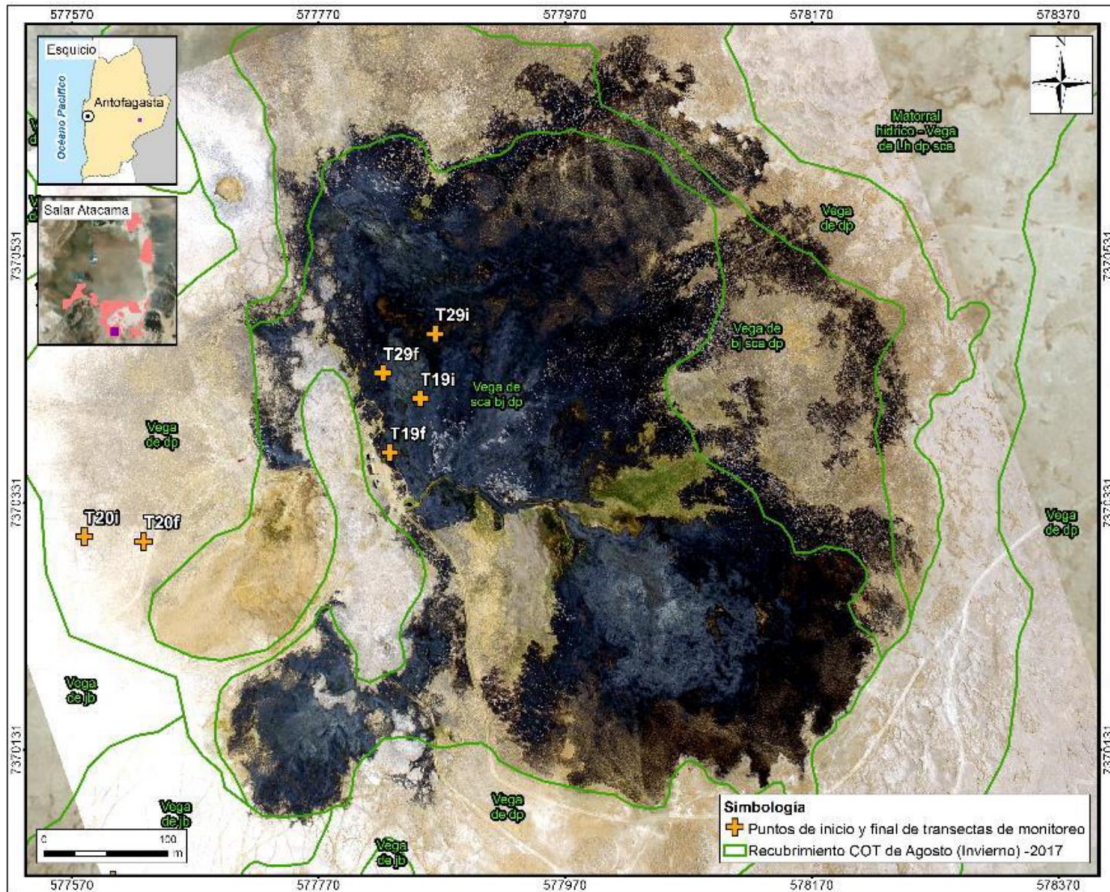 577570
577770
577970
578170
578370
Esquicio
Océano Pacífico
Antofagasta
N
Matorral
hídrico - Vega
de Lh dp sca
Salar Atacama
Vega
de dp
7370531
7370531
Vega de
bj sca dp
T29i
T29f
T19i
Vega de
sca bj dp
T19f
Vega
de dp
7370331
7370331
T20i
T20f
Vega
de dp
Vega
de jb
7370131
7370131
Vega
de jb
Vega
de dp
Vega
de jb
Simbología
Puntos de inicio y final de transectas de monitoreo
Recubrimiento COT de Agosto (Invierno) -2017
0
100
m
577570
577770
577970
578170
578370